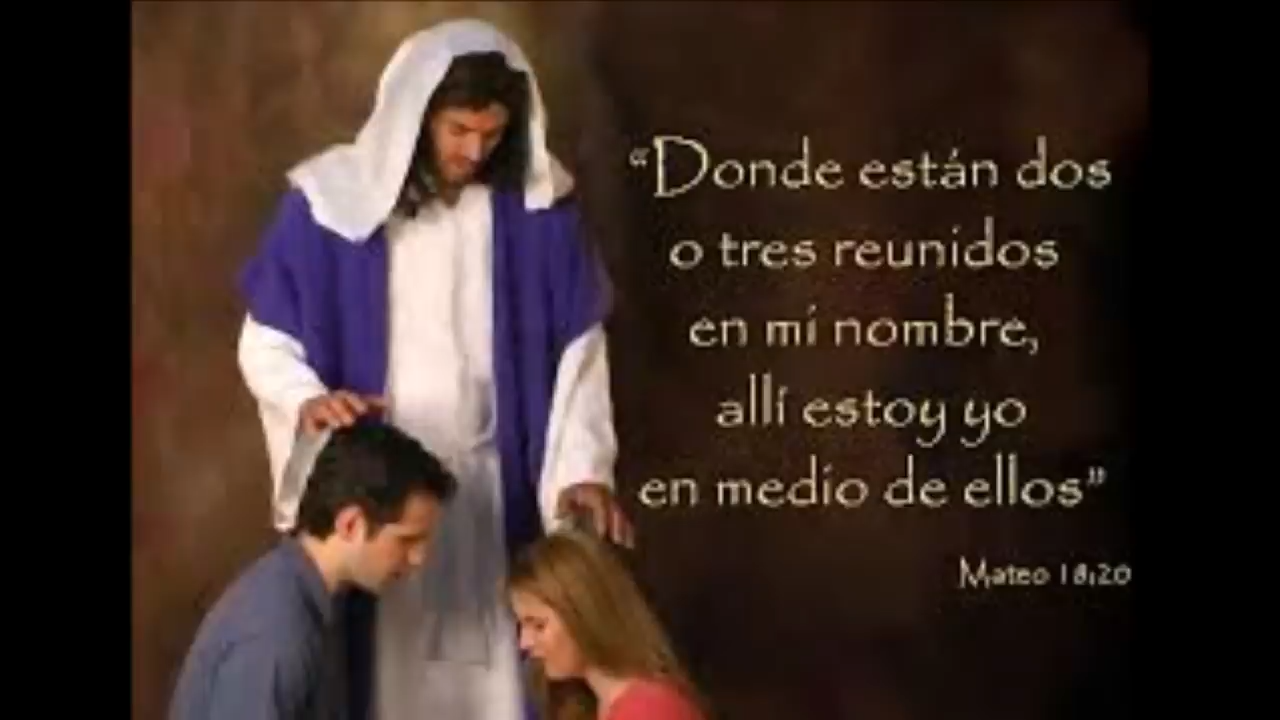 “Donde están dos
o tres reunidos
en mi nombre,
allí estoy yo
en medio de ellos”
Mateo 18:20